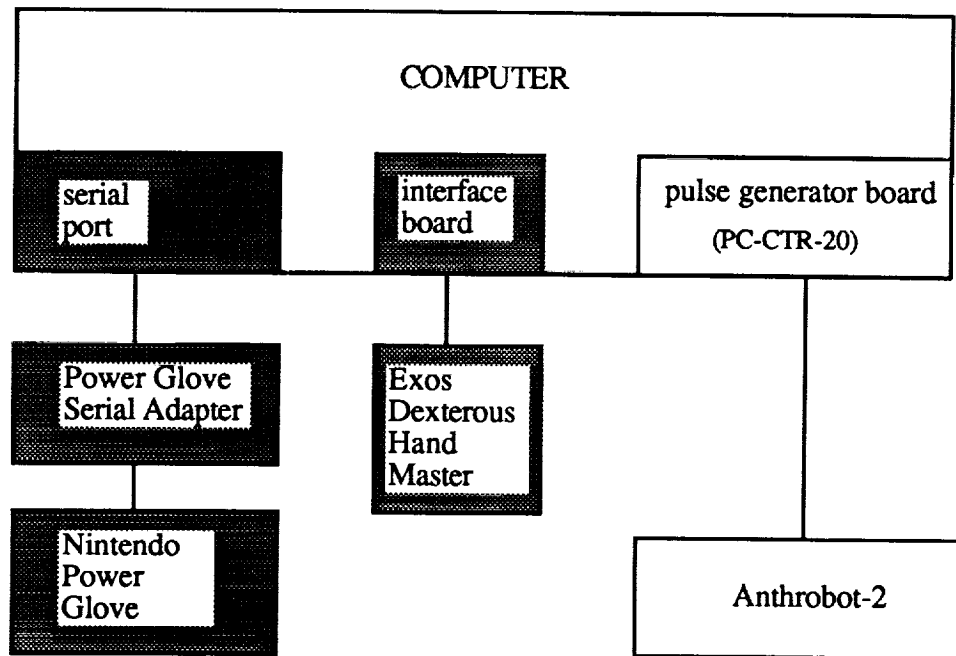 COMPUTER
serial
port
interface
board
pulse generator board
(PC-CTR-20)
Power Glove
Serial Adapter
Exos
Dexterous
Hand
Master
Nintendo
Power
Glove
Anthrobot-2